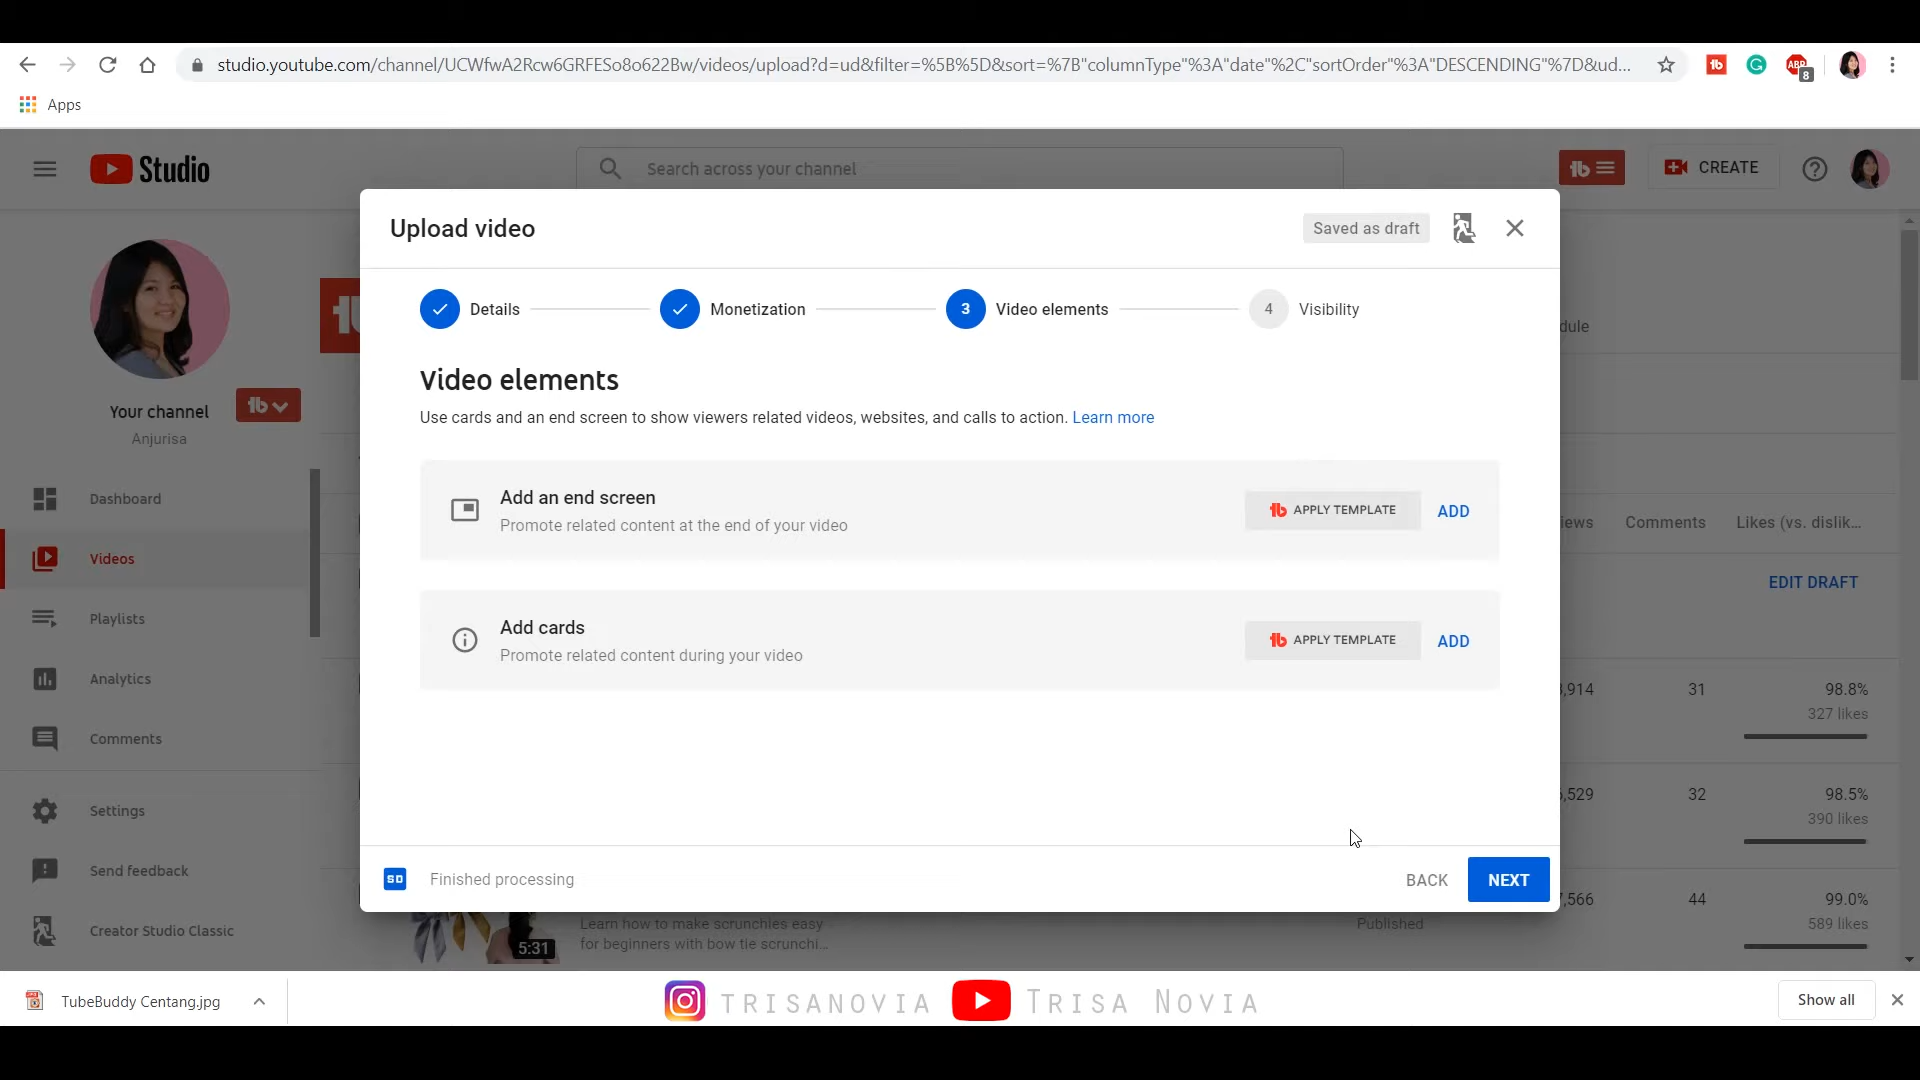 studio.youtube.com/channel/UCWfwA2Rcw6GRFESo8o622Bw/videos/upload?d=ud&filter=%5B%5D&sort=%7B"columnType"%3A"date"%2C"sortOrder"%3A"DESCENDING"%7D&ud...
ABP
8
Apps
Studio
Search across your channel
CREATE
Upload video
Saved as draft
Details
Monetization
3
Video elements
4
Visibility
Video elements
Use cards and an end screen to show viewers related videos, websites, and calls to action. Learn more
Add an end screen
Promote related content at the end of your video
APPLY TEMPLATE
ADD
Add cards
Promote related content during your video
APPLY TEMPLATE
ADD
SD
Finished processing
BACK
NEXT
Your channel
Anjurisa
Dashboard
Videos
Playlists
Analytics
Comments
Settings
Send feedback
Creator Studio Classic
Comments
Likes (vs. dislik...
EDIT DRAFT
,914
31
98.8%
327 likes
,529
32
98.5%
390 likes
,566
44
99.0%
589 likes
5:31
Learn how to make scrunchies easy
for beginners with bow tie scrunchi...
Published
TubeBuddy Centang.jpg
TRISANOVIA
TRISA NOVIA
Show all